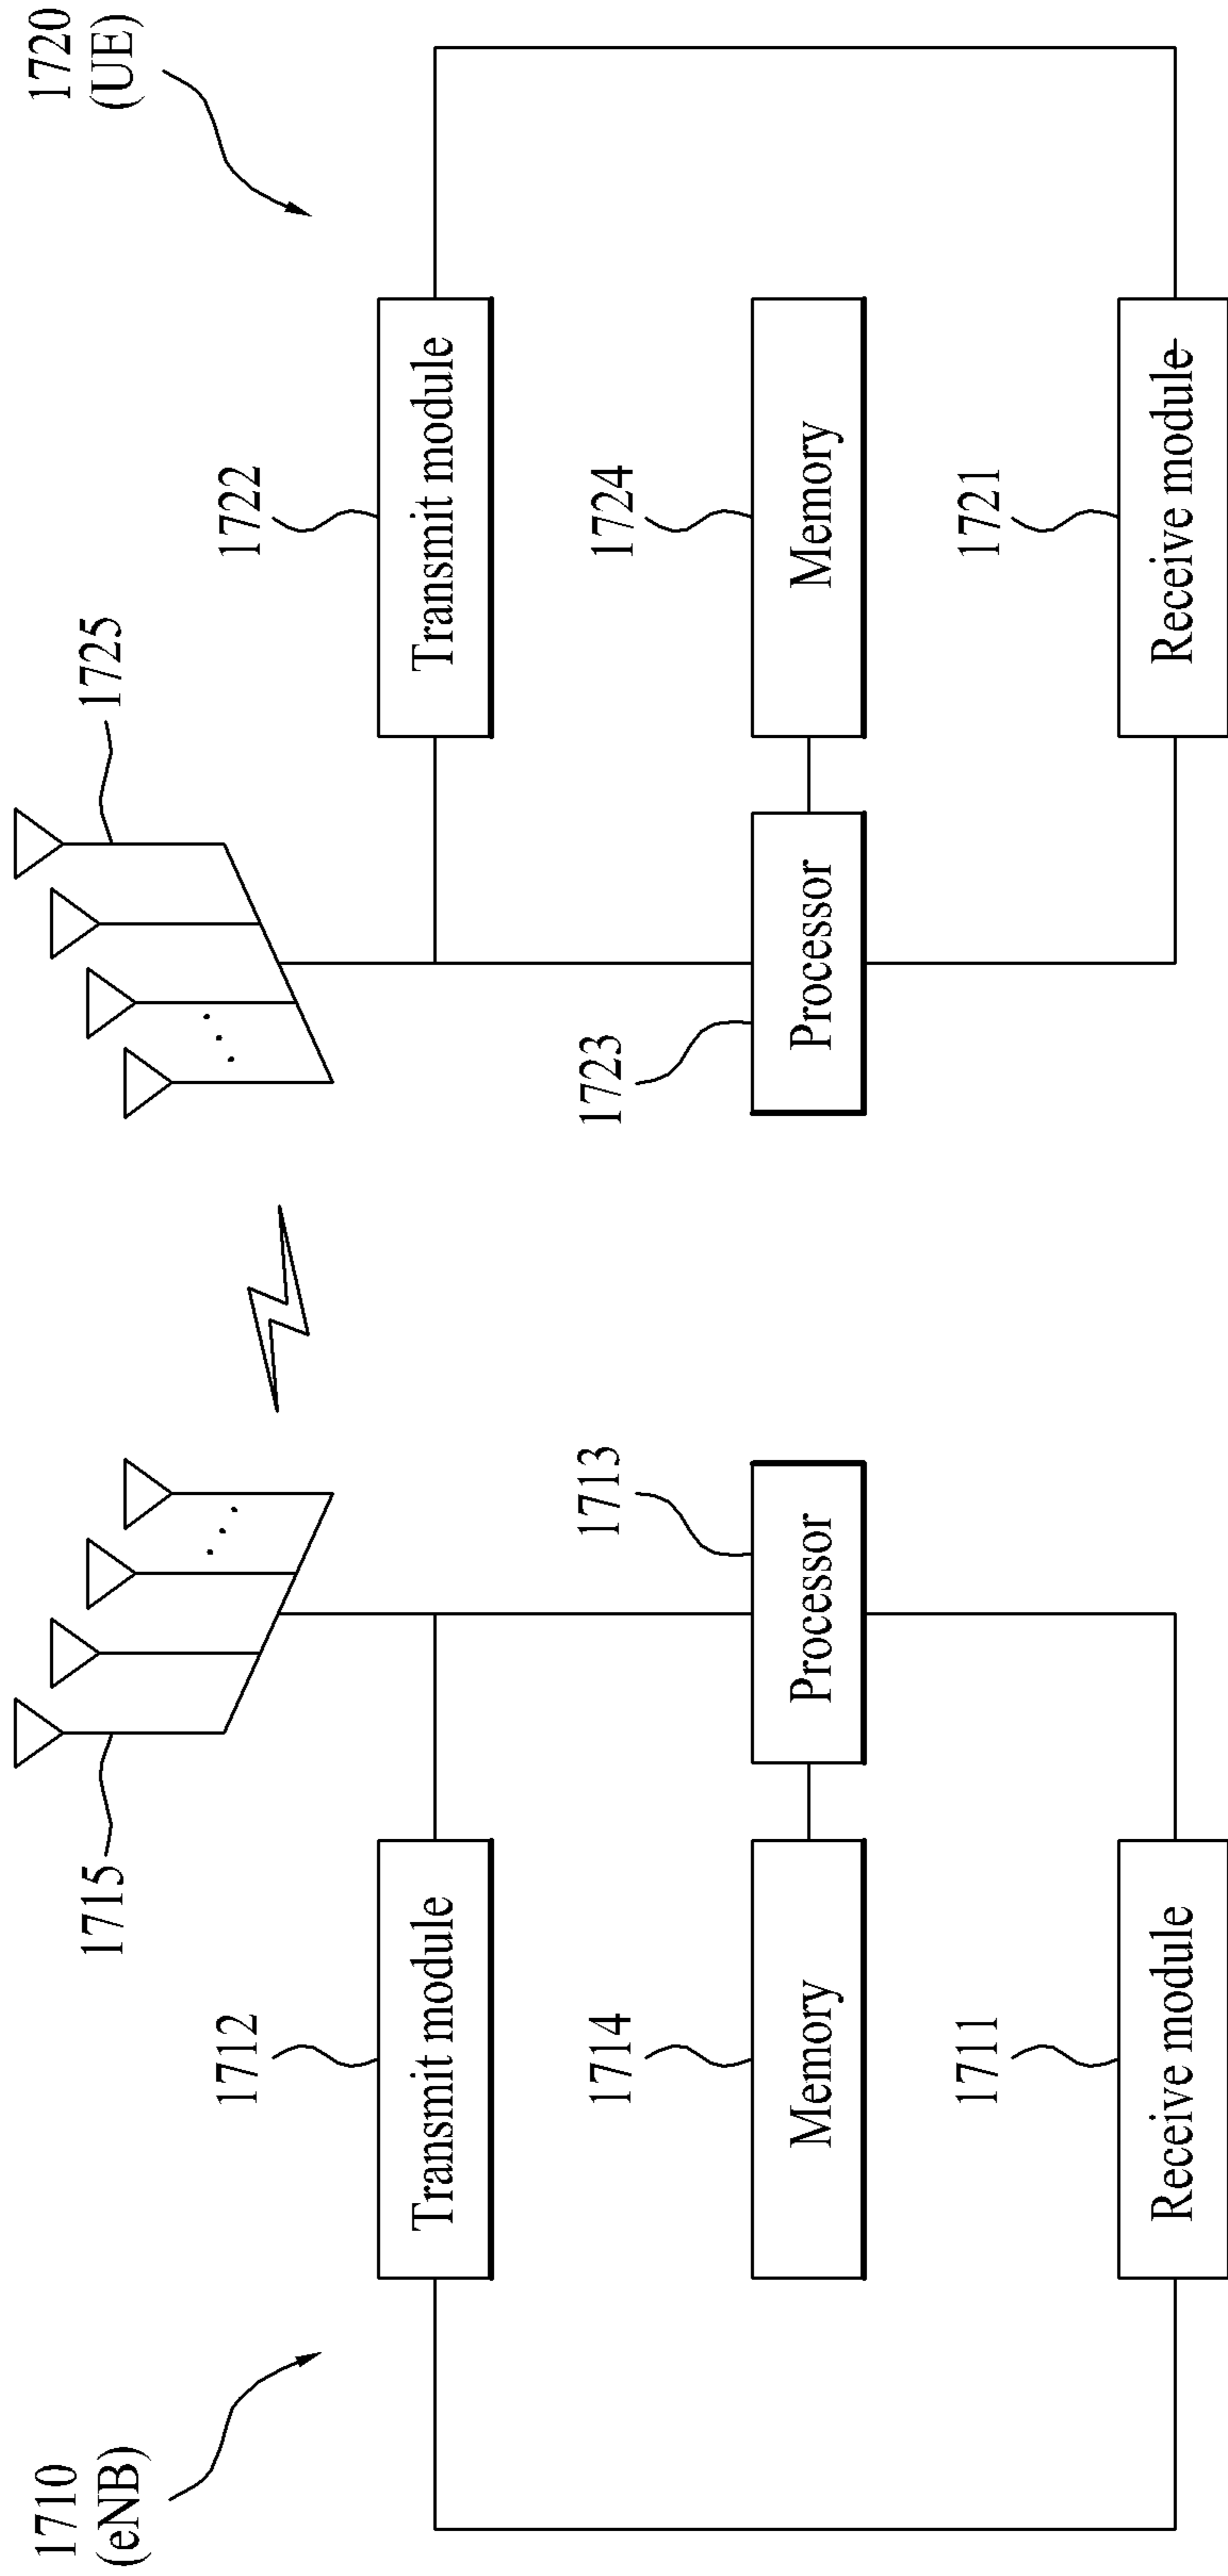 1710
(eNB)
1720
(UE)
1715
1725
1712
Transmit module
1722
Transmit module
1713
1723
1714
Memory
Processor
Processor
1724
Memory
1711
Receive module
1721
Receive module